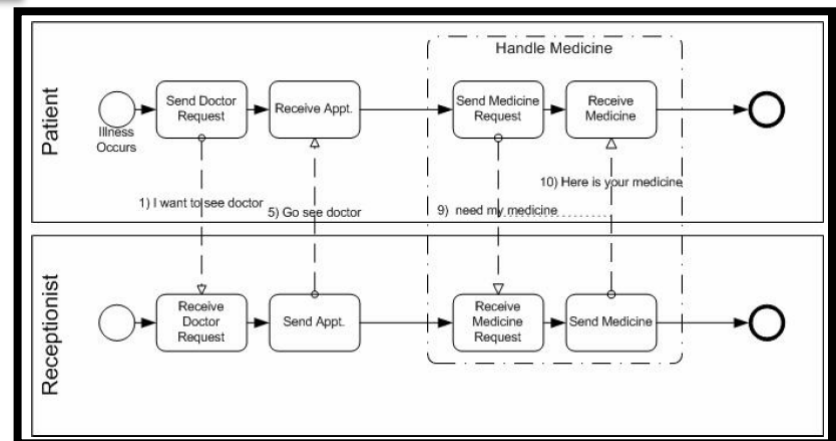 Handle Medicine
Patient
Illness
Occurs
Send Doctor
Request
Receive Appt.
Send Medicine
Request
Receive
Medicine
1) I want to see doctor
5) Go see doctor
9) need my medicine
10) Here is your medicine
Receptionist
Receive
Doctor
Request
Send Appt.
Receive
Medicine
Request
Send Medicine